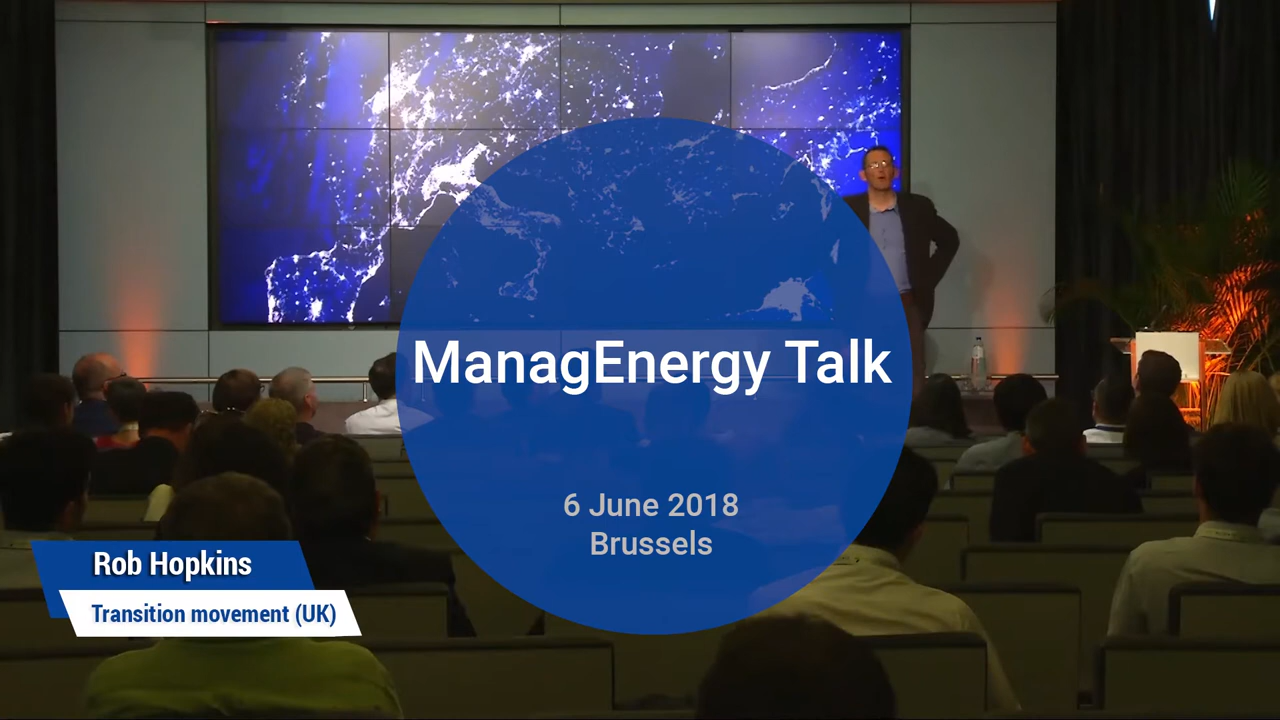 ManagEnergy Talk
6 June 2018
Brussels
Rob Hopkins
Transition movement (UK)